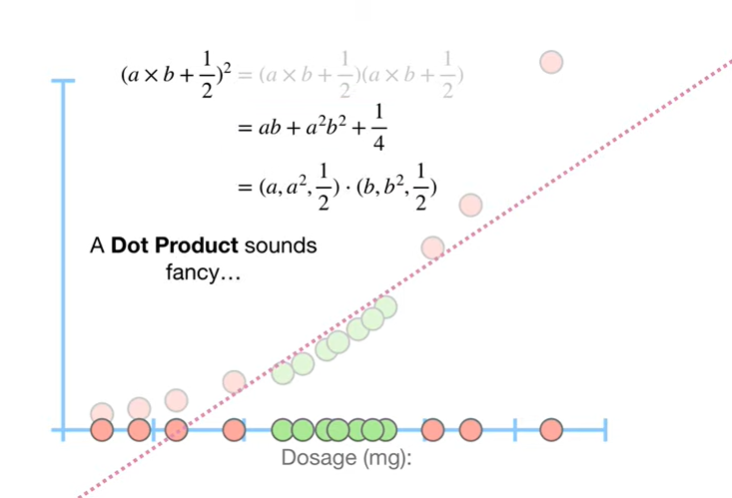 (a × b + 1/2)² = (a × b + 1/2)(a × b + 1/2)
= ab + a²b² + 1/4
= (a, a², 1/2) · (b, b², 1/2)
A Dot Product sounds
fancy…
Dosage (mg):